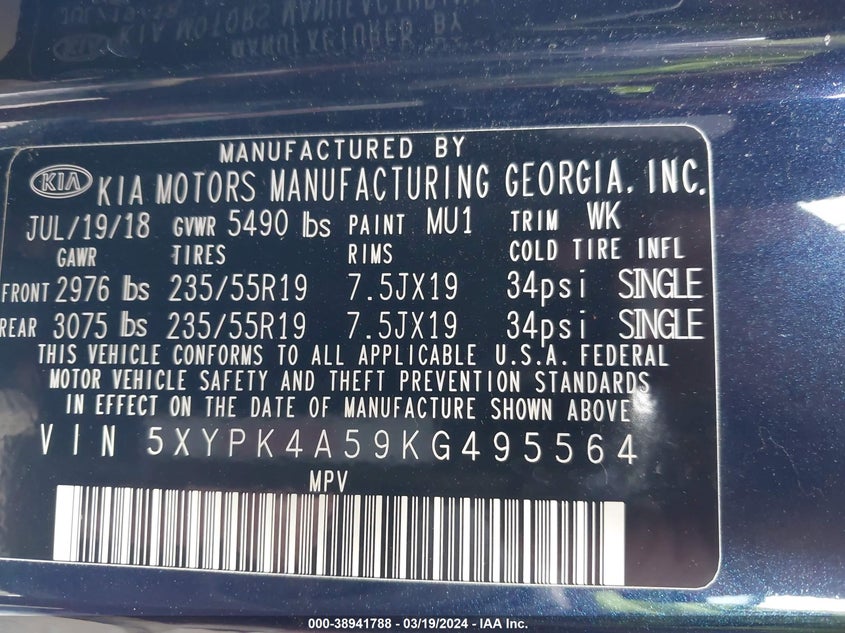 MANUFACTURED BY
KIA KIA MOTORS MANUFACTURING GEORGIA, INC.
JUL/19/18 GVWR 5490 lbs PAINT MU1 TRIM WK
GAWR TIRES RIMS COLD TIRE INFL
FRONT 2976 lbs 235/55R19 7.5JX19 34psi SINGLE
REAR 3075 lbs 235/55R19 7.5JX19 34psi SINGLE
THIS VEHICLE CONFORMS TO ALL APPLICABLE U.S.A. FEDERAL
MOTOR VEHICLE SAFETY AND THEFT PREVENTION STANDARDS
IN EFFECT ON THE DATE OF MANUFACTURE SHOWN ABOVE
VIN 5XYPK4A59KG495564
MPV
000-38941788 - 03/19/2024 - IAA Inc.